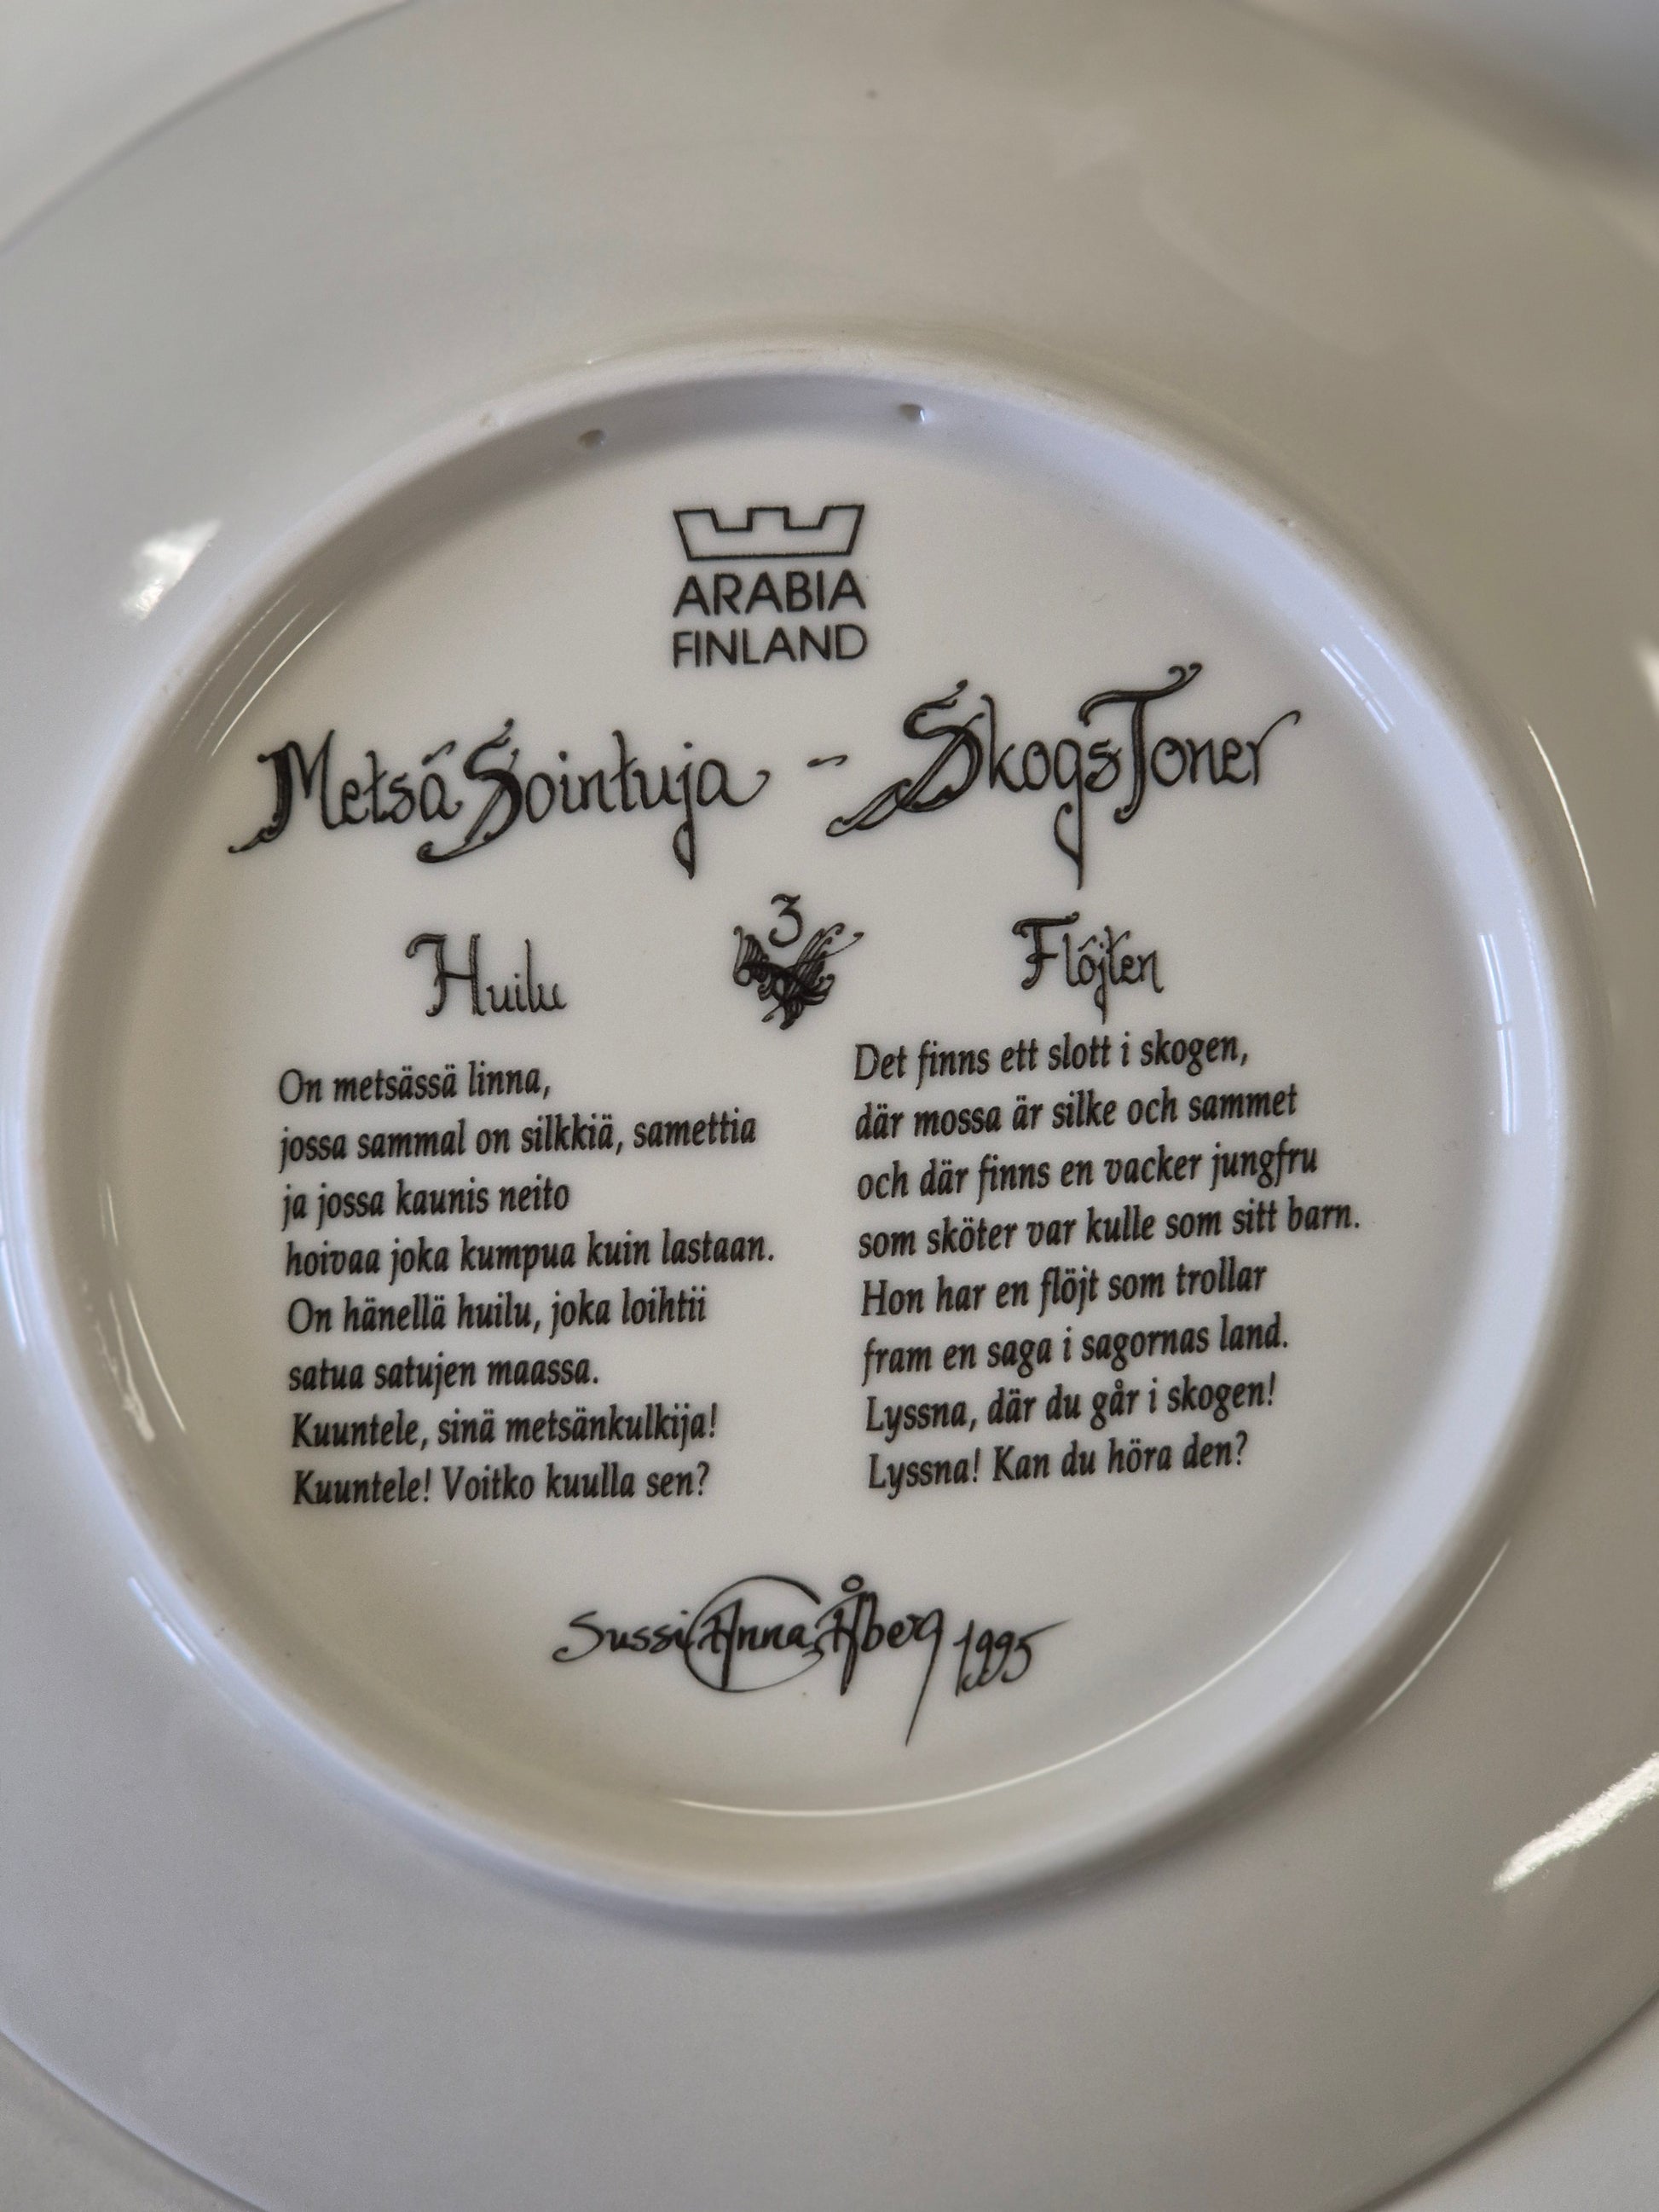 ARABIA
FINLAND
MetsäSointuja - SkogsToner
3
Huilu
On metsässä linna,
jossa sammal on silkkiä, samettia
ja jossa kaunis neito
hoivaa joka kumpua kuin lastaan.
On hänellä huilu, joka loihtii
satua satujen maassa.
Kuuntele, sinä metsänkulkija!
Kuuntele! Voitko kuulla sen?
Flöjten
Det finns ett slott i skogen,
där mossa är silke och sammet
och där finns en vacker jungfru
som sköter var kulle som sitt barn.
Hon har en flöjt som trollar
fram en saga i sagornas land.
Lyssna, där du går i skogen!
Lyssna! Kan du höra den?
Sussi Anna Åberg 1995